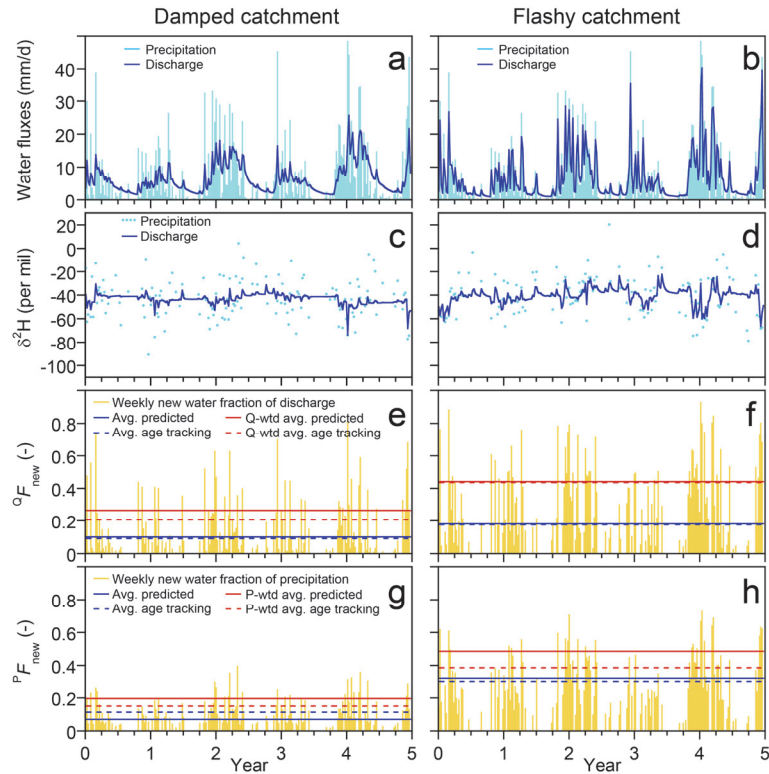 Damped catchment
Flashy catchment
Water fluxes (mm/d)
40
30
20
10
0
Precipitation
Discharge
a
Precipitation
Discharge
b
δ²H (per mil)
20
0
-20
-40
-60
-80
-100
Precipitation
Discharge
c
d
QFnew (-)
0.8
0.6
0.4
0.2
0
Weekly new water fraction of discharge
Avg. predicted
Q-wtd avg. predicted
Avg. age tracking
Q-wtd avg. age tracking
e
f
PFnew (-)
0.8
0.6
0.4
0.2
0
Weekly new water fraction of precipitation
Avg. predicted
P-wtd avg. predicted
Avg. age tracking
P-wtd avg. age tracking
g
h
0 1 2 3 4 5
Year
0 1 2 3 4 5
Year